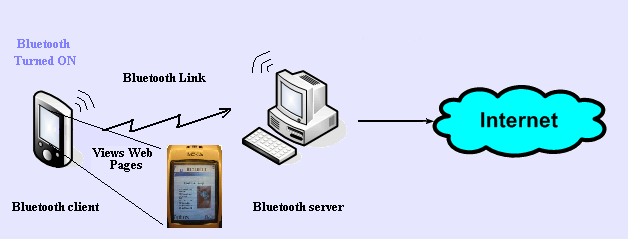 Bluetooth
Turned ON
Bluetooth Link
Internet
Views Web
Pages
Bluetooth client
Bluetooth server